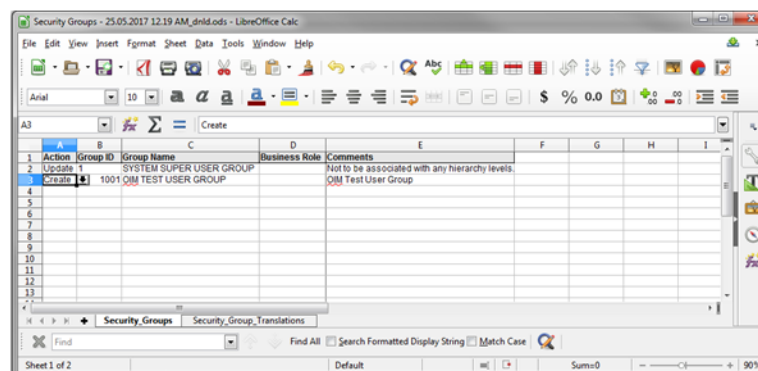 Security Groups - 25.05.2017 12.19 AM_dnld.ods - LibreOffice Calc
File Edit View Insert Format Sheet Data Tools Window Help
Arial 10 $ % 0.0
A3 Create
A B C D E F G H I
1 Action Group ID Group Name Business Role Comments
2 Update 1 SYSTEM SUPER USER GROUP Not to be associated with any hierarchy levels.
3 Create 1001 OIM TEST USER GROUP OIM Test User Group
4
5
6
7
8
9
10
11
12
13
Security_Groups Security_Group_Translations
Find Find All Search Formatted Display String Match Case
Sheet 1 of 2 Default Sum=0 90%